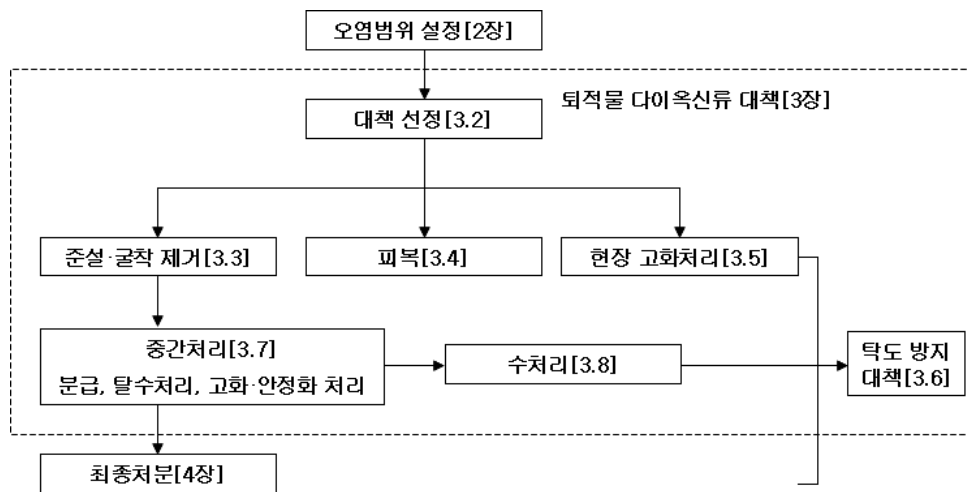 오염범위 설정[2장]
퇴적물 다이옥신류 대책[3장]
대책 선정[3.2]
준설·굴착 제거[3.3]
피복[3.4]
현장 고화처리[3.5]
중간처리[3.7]
분급, 탈수처리, 고화·안정화 처리
수처리[3.8]
탁도 방지
대책[3.6]
최종처분[4장]